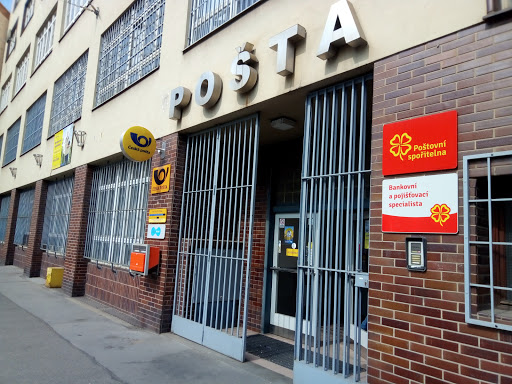 POŠTA
Česká pošta
Poštovní
spořitelna
Bankovní
a pojišťovací
specialista